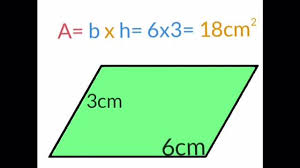 A= b x h= 6x3= 18cm²
3cm
6cm